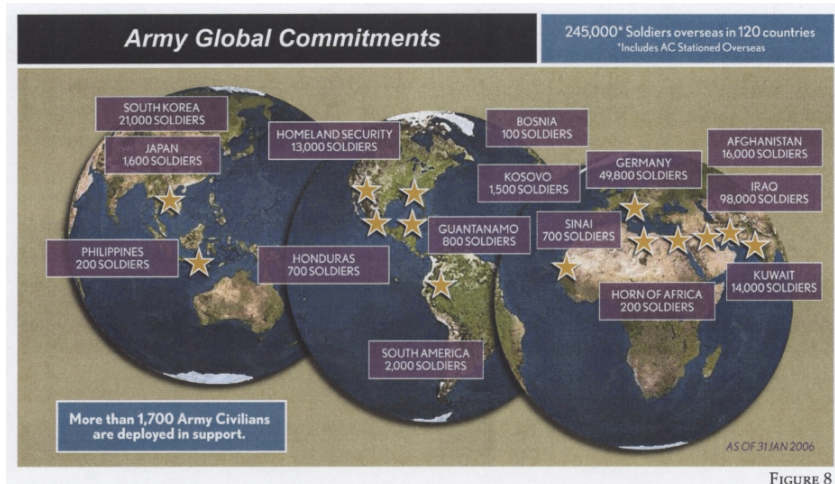 Army Global Commitments
245,000* Soldiers overseas in 120 countries
*Includes AC Stationed Overseas
SOUTH KOREA
21,000 SOLDIERS
JAPAN
1,600 SOLDIERS
PHILIPPINES
200 SOLDIERS
HOMELAND SECURITY
13,000 SOLDIERS
HONDURAS
700 SOLDIERS
GUANTANAMO
800 SOLDIERS
SOUTH AMERICA
2,000 SOLDIERS
BOSNIA
100 SOLDIERS
KOSOVO
1,500 SOLDIERS
GERMANY
49,800 SOLDIERS
SINAI
700 SOLDIERS
HORN OF AFRICA
200 SOLDIERS
AFGHANISTAN
16,000 SOLDIERS
IRAQ
98,000 SOLDIERS
KUWAIT
14,000 SOLDIERS
More than 1,700 Army Civilians
are deployed in support.
AS OF 31 JAN 2006
FIGURE 8